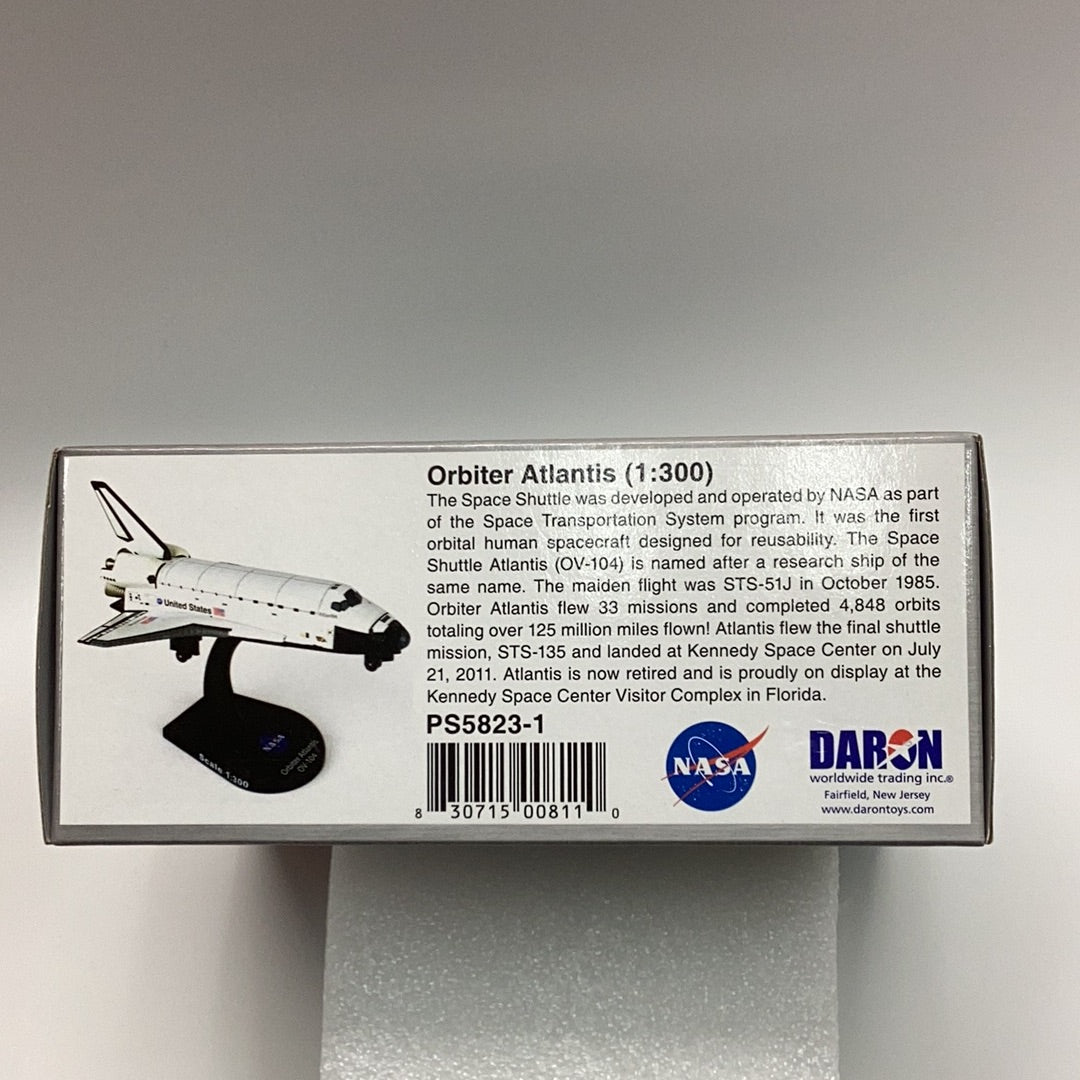 Orbiter Atlantis (1:300)
The Space Shuttle was developed and operated by NASA as part
of the Space Transportation System program. It was the first
orbital human spacecraft designed for reusability. The Space
Shuttle Atlantis (OV-104) is named after a research ship of the
same name. The maiden flight was STS-51J in October 1985.
Orbiter Atlantis flew 33 missions and completed 4,848 orbits
totaling over 125 million miles flown! Atlantis flew the final shuttle
mission, STS-135 and landed at Kennedy Space Center on July
21, 2011. Atlantis is now retired and is proudly on display at the
Kennedy Space Center Visitor Complex in Florida.
PS5823-1
8 30715 00811 0
NASA
DARON
worldwide trading inc.®
Fairfield, New Jersey
www.darontoys.com
United States
NASA
Scale 1:300
Orbiter Atlantis
OV 104